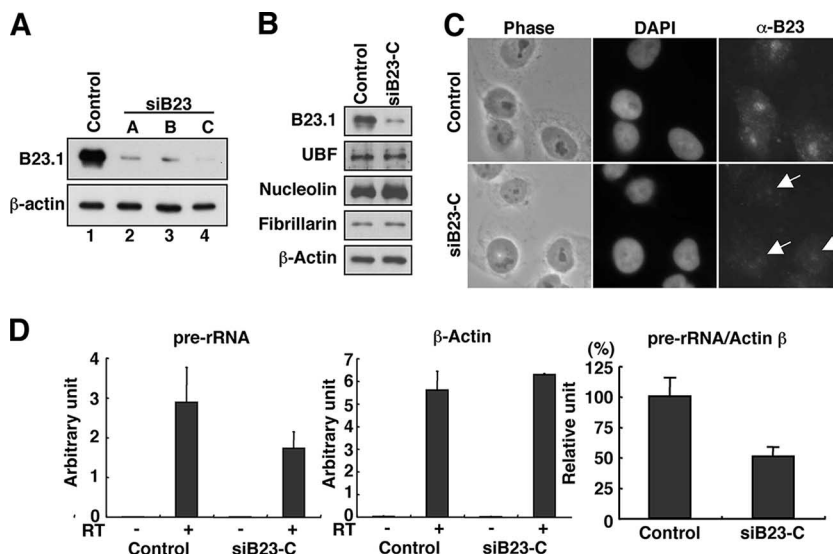 A
Control
siB23
A B C
B23.1
β-actin
1 2 3 4
B
Control
siB23-C
B23.1
UBF
Nucleolin
Fibrillarin
β-Actin
C
Phase DAPI α-B23
Control
siB23-C
D
pre-rRNA
Arbitrary unit
4
3
2
1
0
RT - + - +
Control siB23-C
β-Actin
Arbitrary unit
7
6
5
4
3
2
1
0
RT - + - +
Control siB23-C
pre-rRNA/Actin β
(%)
Relative unit
125
100
75
50
25
0
Control siB23-C